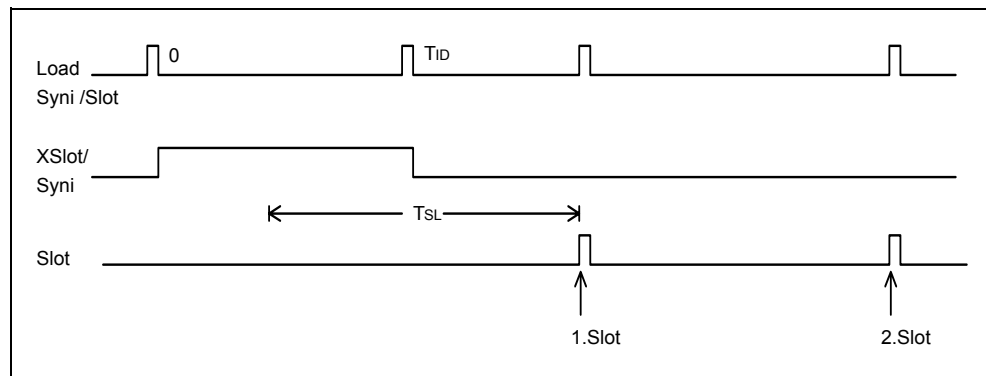 0
TID
Load
Syni /Slot
XSlot/
Syni
TSL
Slot
1.Slot
2.Slot